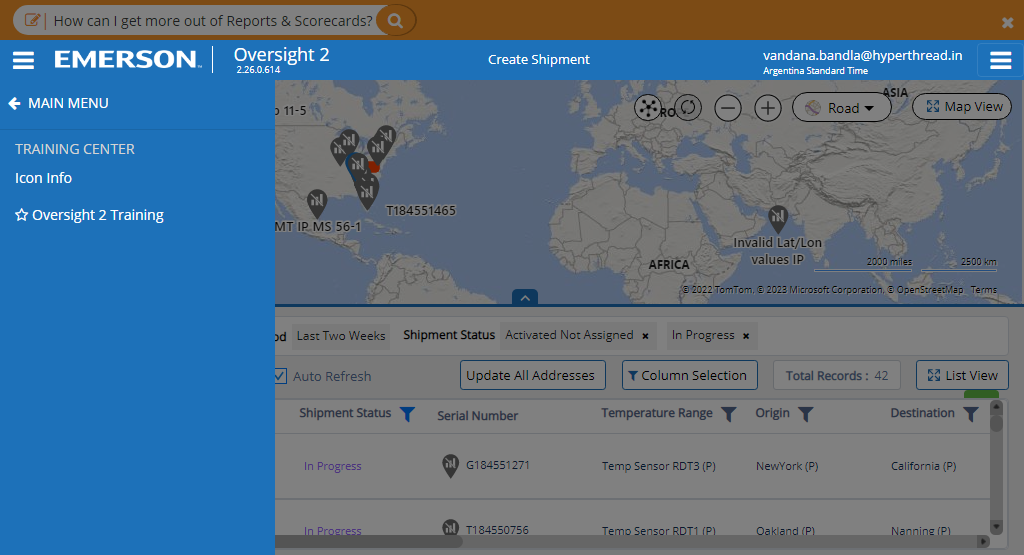 How can I get more out of Reports & Scorecards?
EMERSON
Oversight 2
2.26.0.614
Create Shipment
vandana.bandla@hyperthread.in
Argentina Standard Time
MAIN MENU
TRAINING CENTER
Icon Info
Oversight 2 Training
11-5
ASIA
Road
Map View
T184551465
MT IP MS 56-1
Invalid Lat/Lon
values IP
AFRICA
2000 miles
2500 km
© 2022 TomTom, © 2023 Microsoft Corporation, © OpenStreetMap Terms
Last Two Weeks
Shipment Status
Activated Not Assigned
In Progress
Auto Refresh
Update All Addresses
Column Selection
Total Records : 42
List View
Shipment Status
Serial Number
Temperature Range
Origin
Destination
In Progress
G184551271
Temp Sensor RDT3 (P)
NewYork (P)
California (P)
In Progress
T184550756
Temp Sensor RDT1 (P)
Oakland (P)
Nanning (P)